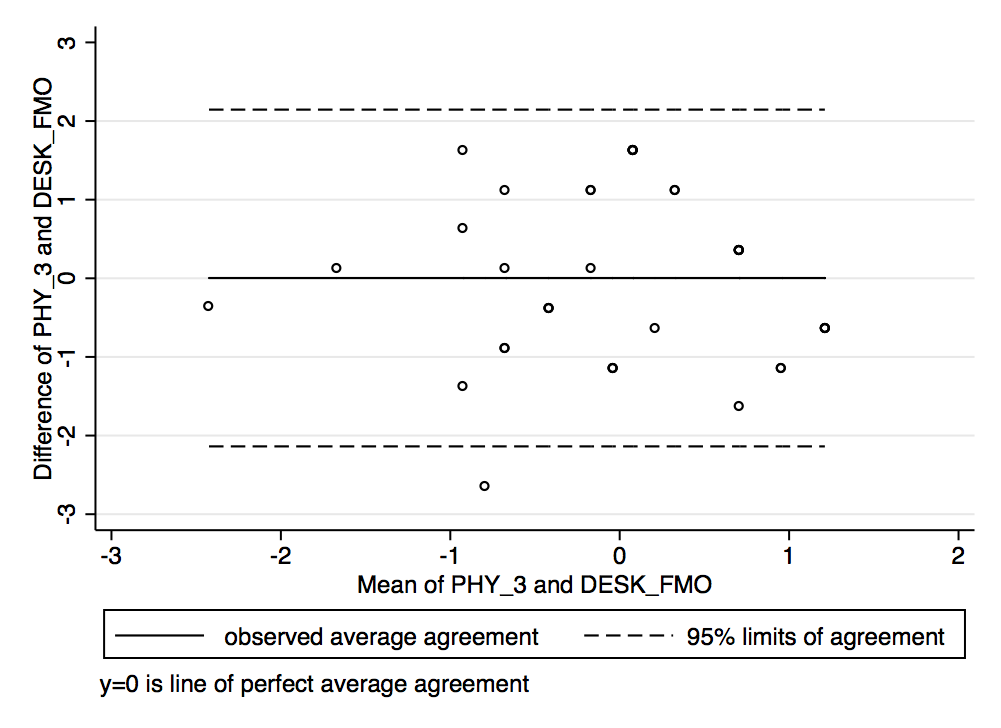 Difference of PHY_3 and DESK_FMO
3
2
1
0
-1
-2
-3
-3 -2 -1 0 1 2
Mean of PHY_3 and DESK_FMO
observed average agreement 95% limits of agreement
y=0 is line of perfect average agreement